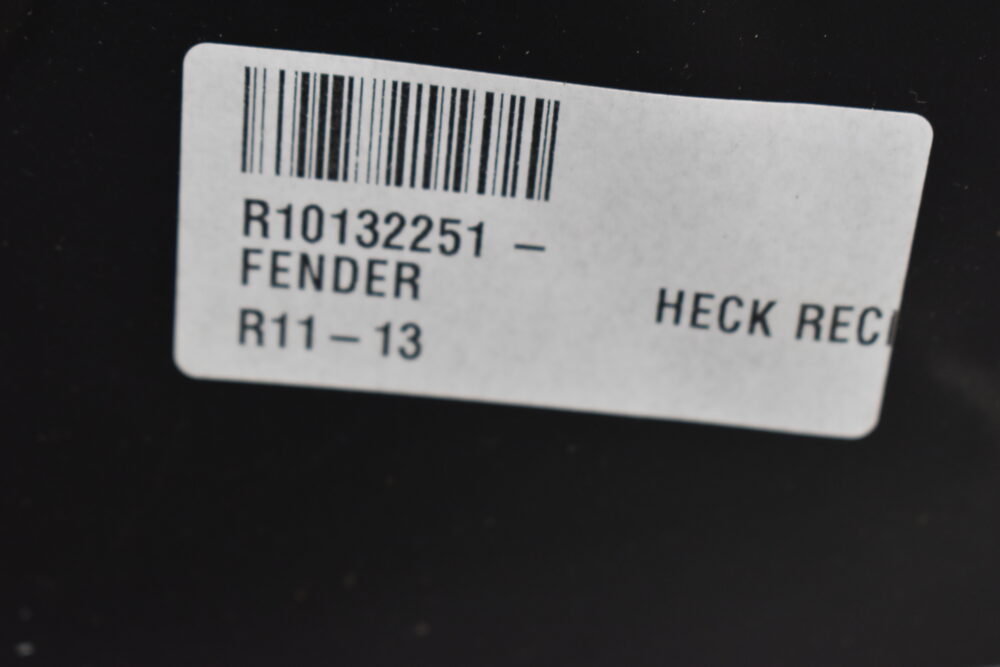 R10132251 –
FENDER
HECK
R11 – 13